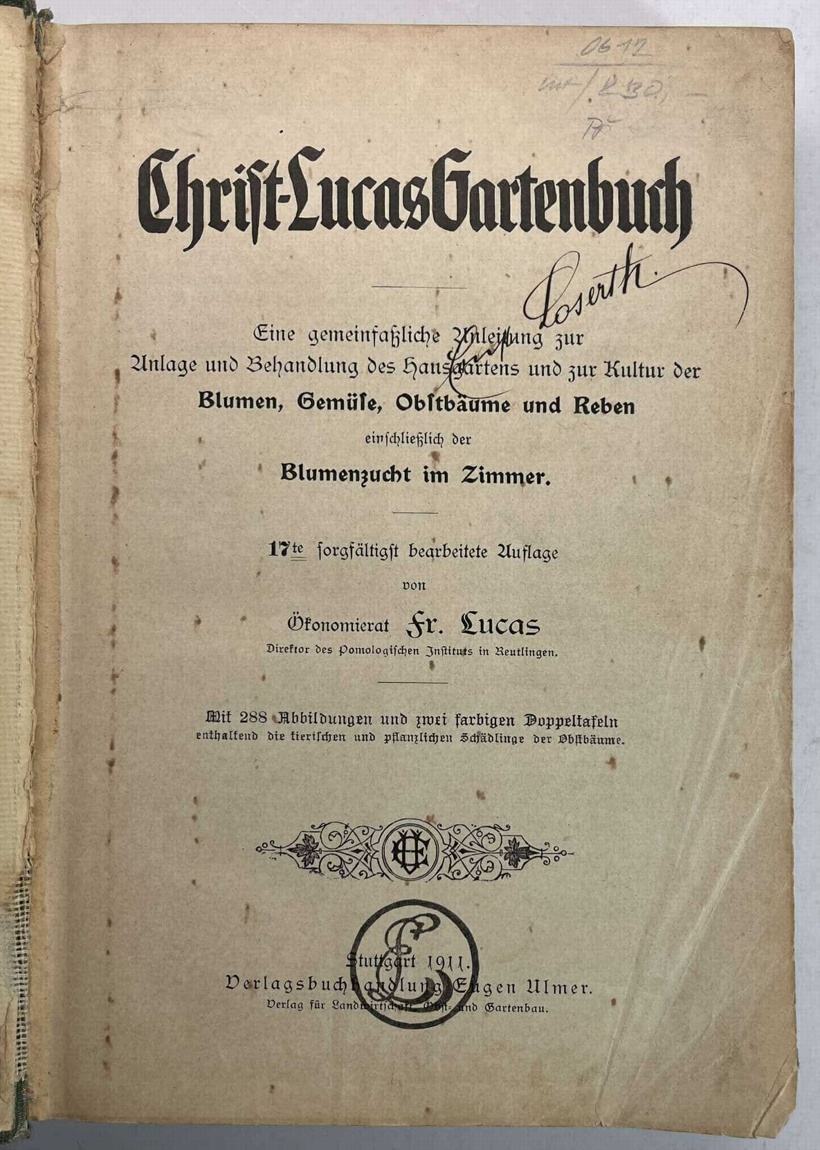 0617
830,-
Christ-Lucas Gartenbuch
Loserth.
Eine gemeinfaßliche Anleitung zur
Anlage und Behandlung des Hausgartens und zur Kultur der
Blumen, Gemüse, Obstbäume und Reben
einschließlich der
Blumenzucht im Zimmer.
17te sorgfältigst bearbeitete Auflage
von
Ökonomierat Fr. Lucas
Direktor des Pomologischen Instituts in Reutlingen.
Mit 288 Abbildungen und zwei farbigen Doppeltafeln
enthaltend die tierischen und pflanzlichen Schädlinge der Obstbäume.
Stuttgart 1911.
Verlagsbuchhandlung Eugen Ulmer.
Verlag für Landwirtschaft, Obst- und Gartenbau.